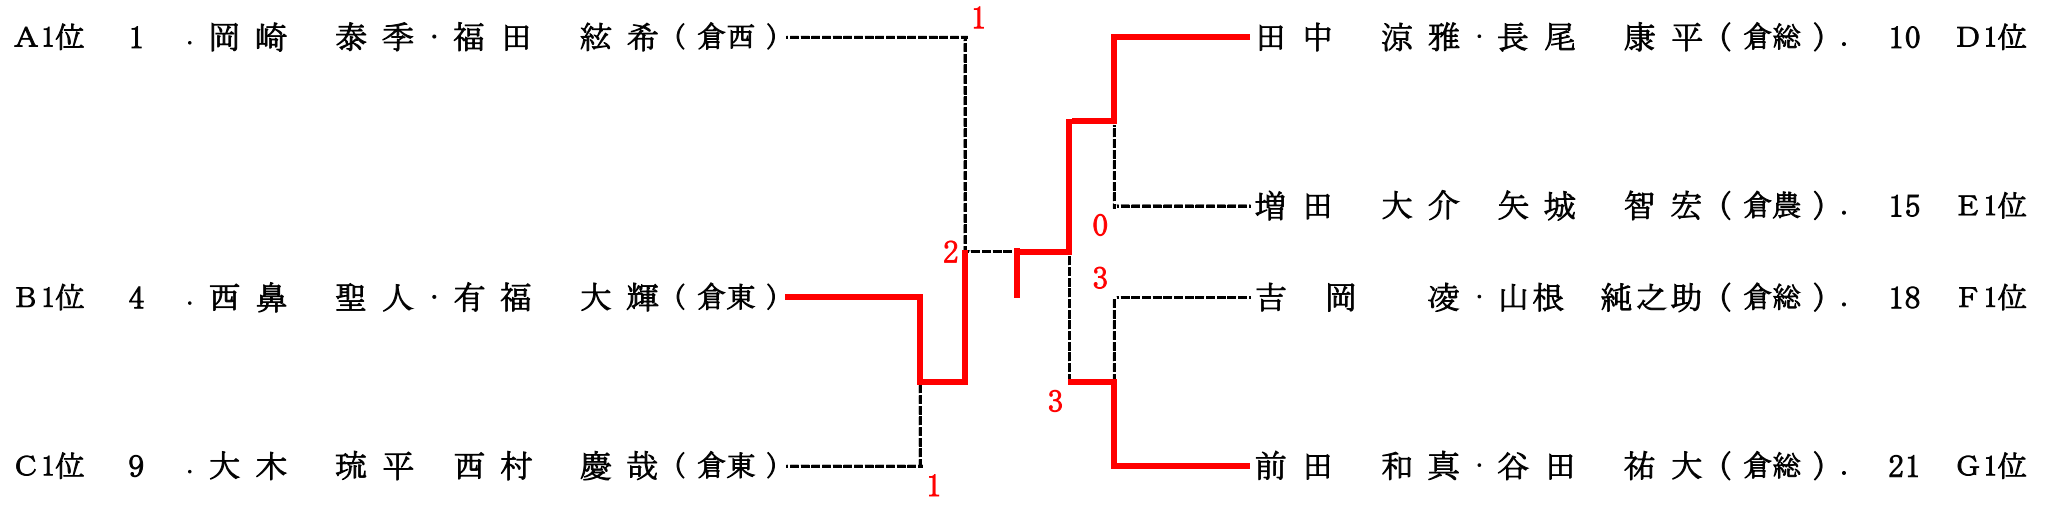 1
A1位 1 . 岡崎 泰季・福田 絃希(倉西)
田中 涼雅・長尾 康平(倉総). 10 D1位
増田 大介 矢城 智宏(倉農). 15 E1位
0
2
3
B1位 4 . 西鼻 聖人・有福 大輝(倉東)
吉岡 凌・山根 純之助(倉総). 18 F1位
3
C1位 9 . 大木 琉平 西村 慶哉(倉東)
前田 和真・谷田 祐大(倉総). 21 G1位
1